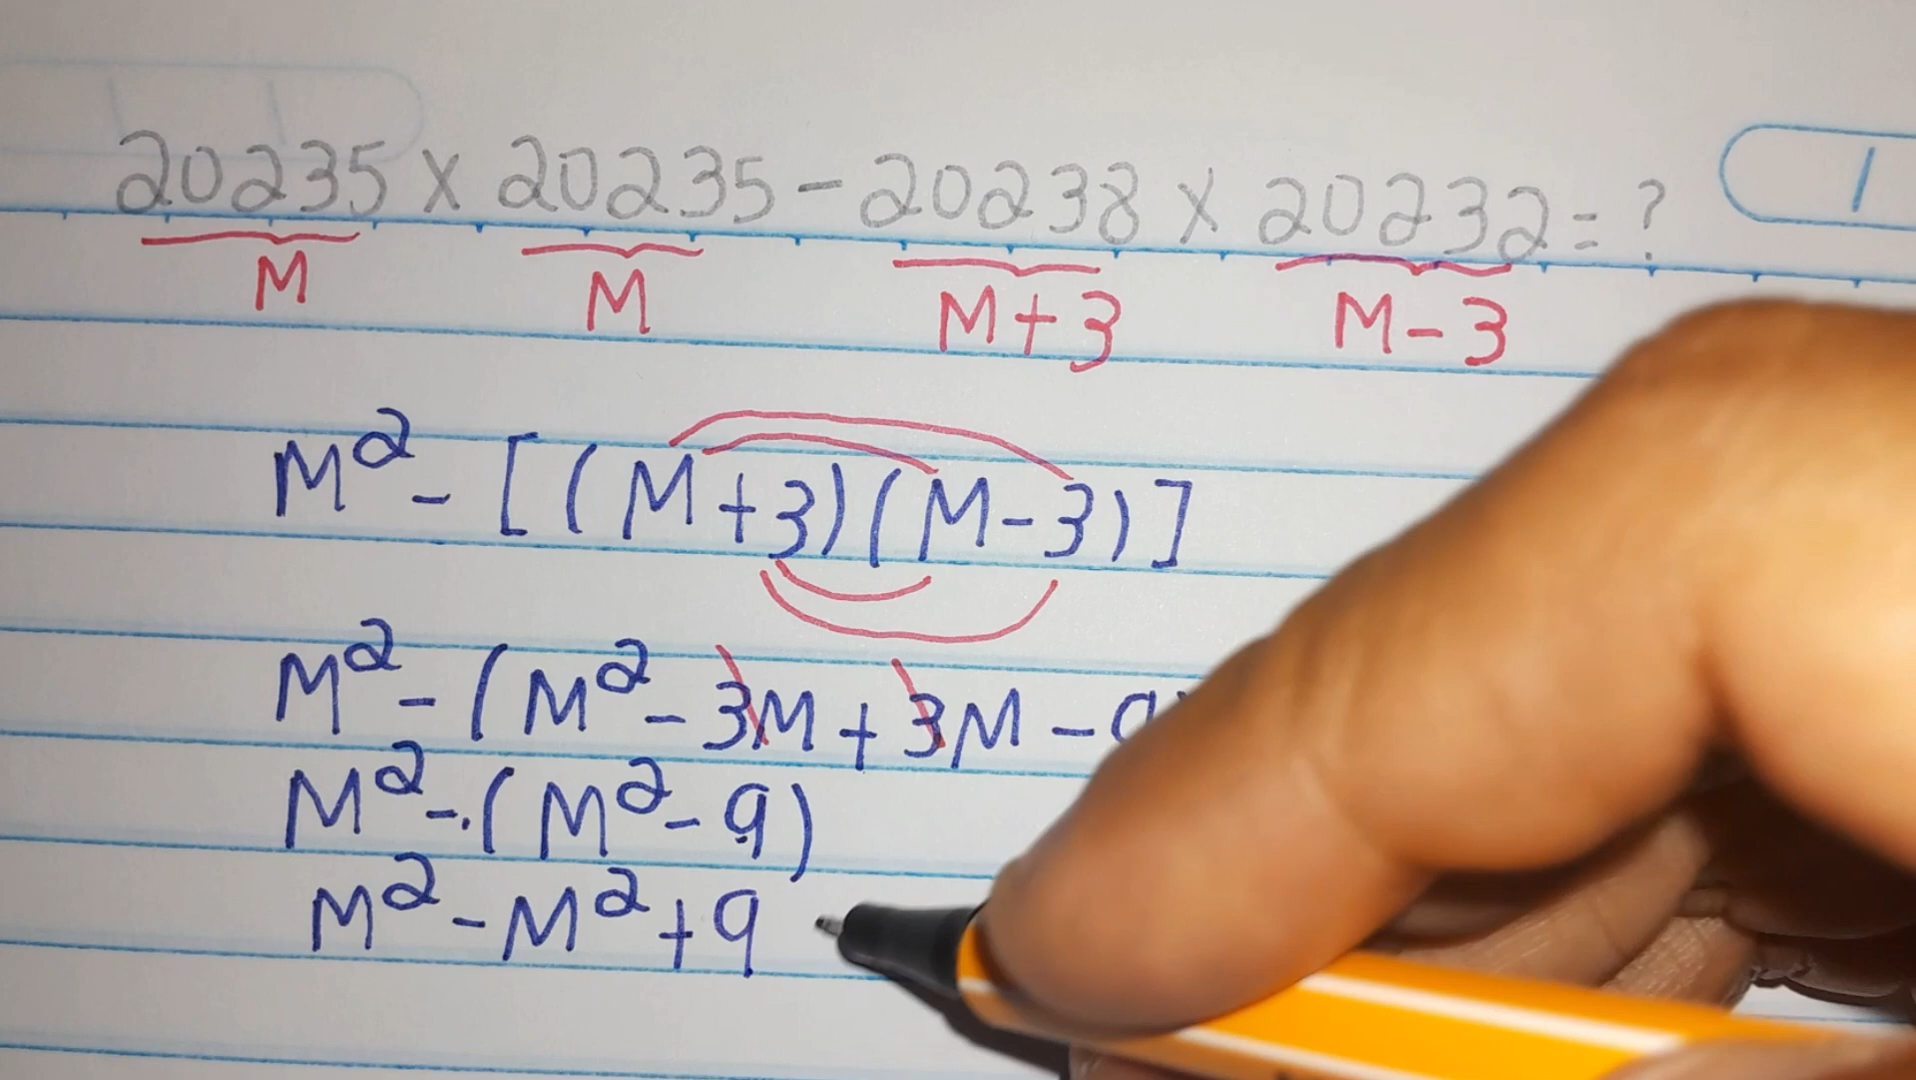 20235 x 20235 - 20238 x 20232 = ?
M M M+3 M-3
M² - [(M+3)(M-3)]
M² - (M² - 3M + 3M - 9
M² - (M² - 9)
M² - M² + 9